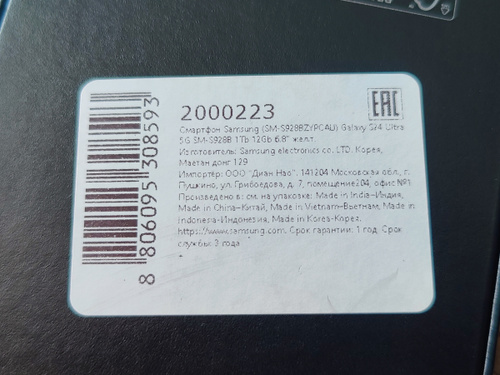 2000223
EAC
Смартфон Samsung (SM-S928BZYPCAU) Galaxy S24 Ultra
5G SM-S928B 1Tb 12Gb 6.8" желт.
Изготовитель: Samsung electronics co. LTD. Корея,
Маетан донг 129
Импортер: ООО "Диан Нао". 141204 Московская обл., г.
Пушкино, ул. Грибоедова, д. 7, помещение204, офис №1
Произведено в: см. на упаковке: Made in India-Индия,
Made in China-Китай, Made in Vietnam-Вьетнам, Made in
indonesia-Индонезия, Made in Korea-Корея.
https://www.samsung.com. Срок гарантии: 1 год. Срок
службы: 3 года
8 806095 308593